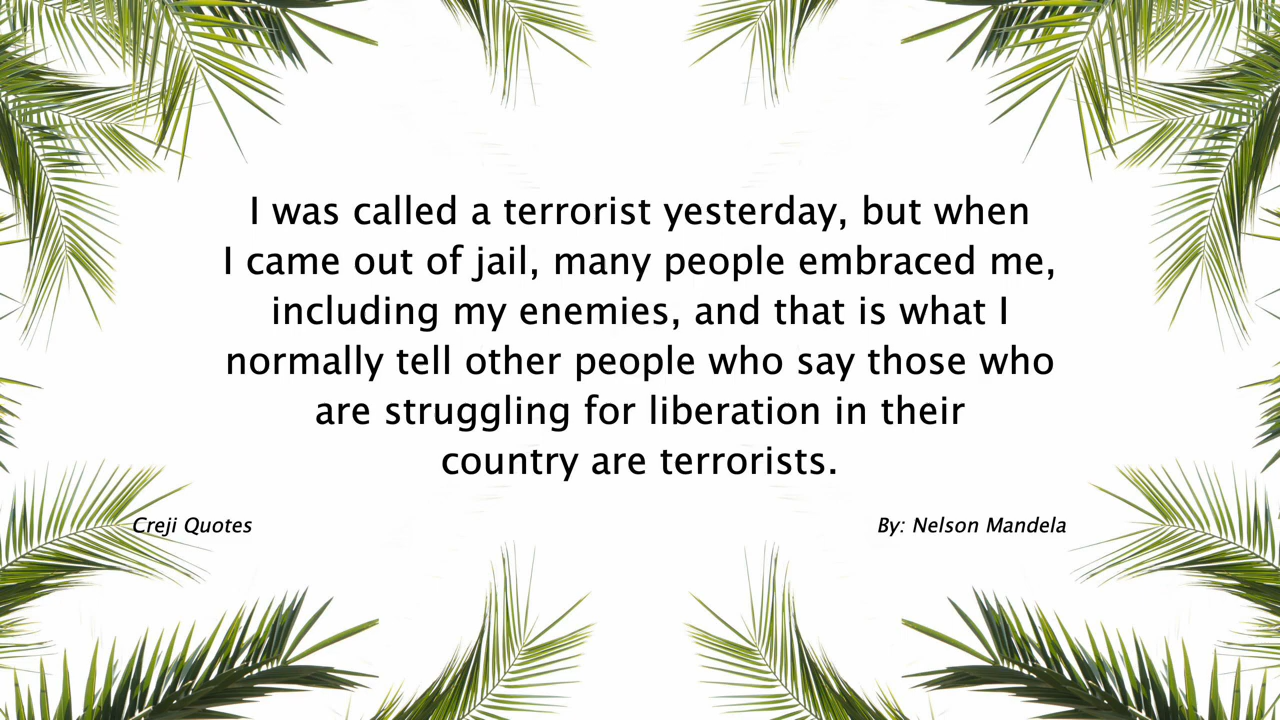 I was called a terrorist yesterday, but when
I came out of jail, many people embraced me,
including my enemies, and that is what I
normally tell other people who say those who
are struggling for liberation in their
country are terrorists.
Creji Quotes
By: Nelson Mandela